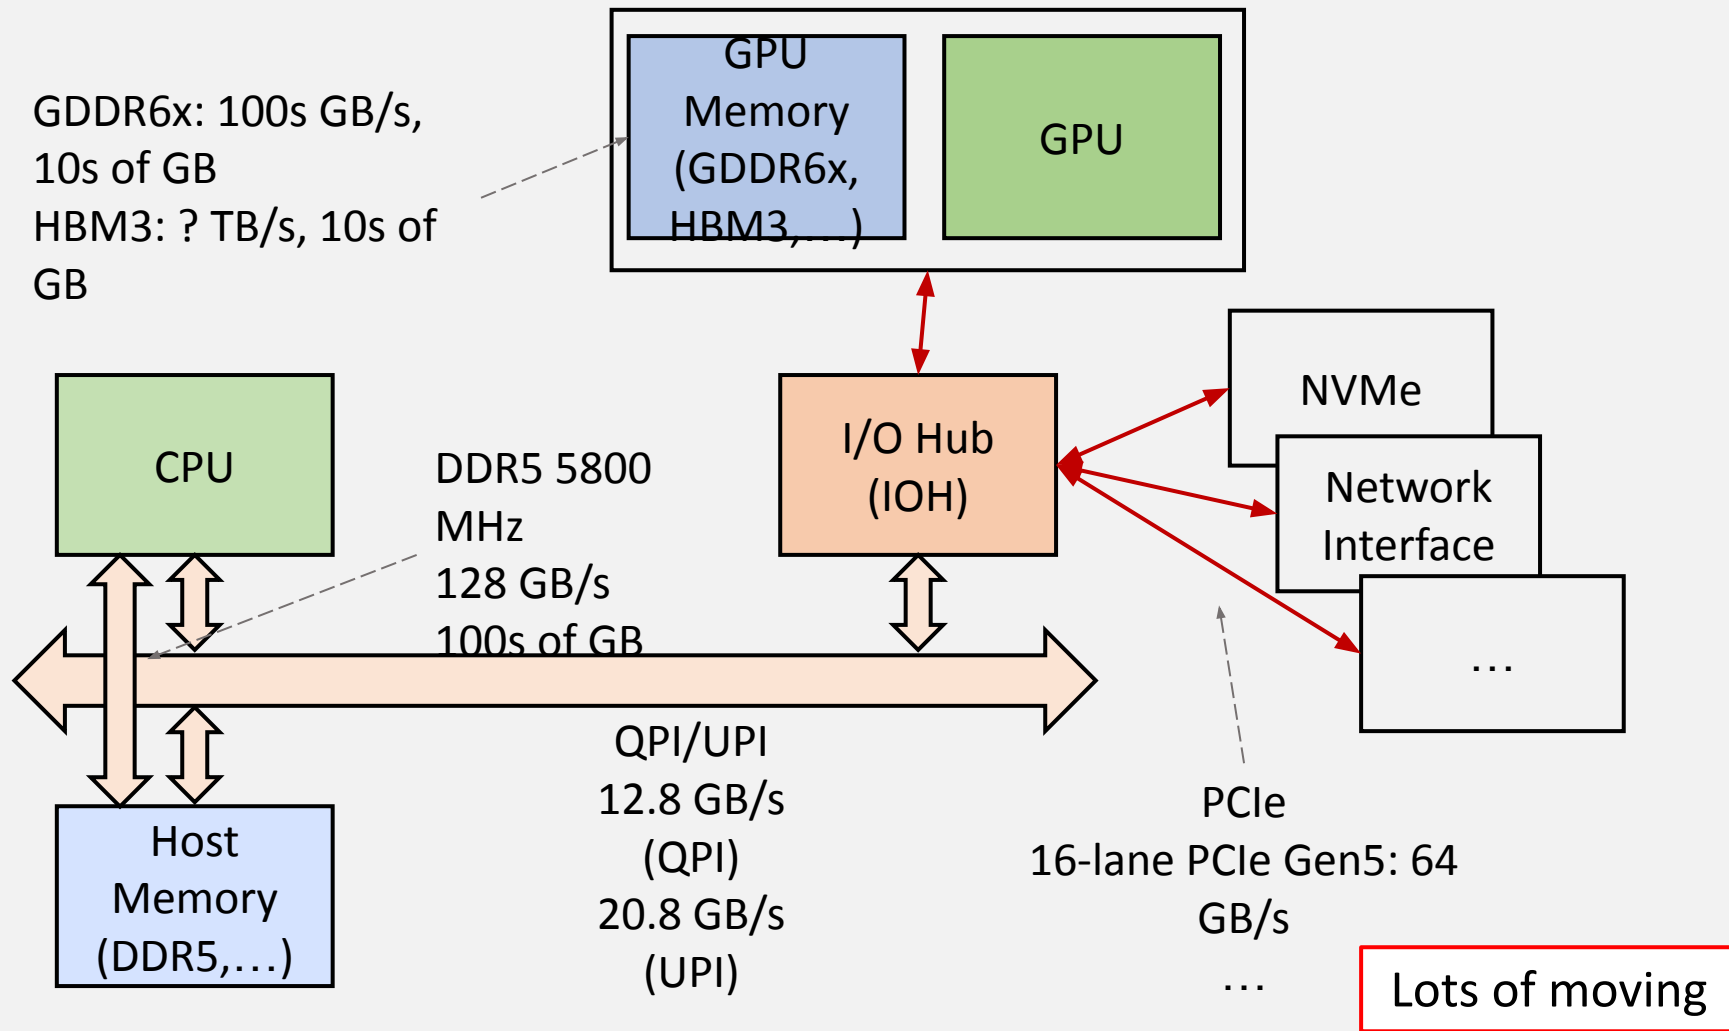 GPU
Memory
(GDDR6x,
HBM3,…)
GPU
GDDR6x: 100s GB/s,
10s of GB
HBM3: ? TB/s, 10s of
GB
CPU
DDR5 5800
MHz
128 GB/s
100s of GB
I/O Hub
(IOH)
NVMe
Network
Interface
…
QPI/UPI
12.8 GB/s
(QPI)
20.8 GB/s
(UPI)
Host
Memory
(DDR5,…)
PCIe
16-lane PCIe Gen5: 64
GB/s
…
Lots of moving